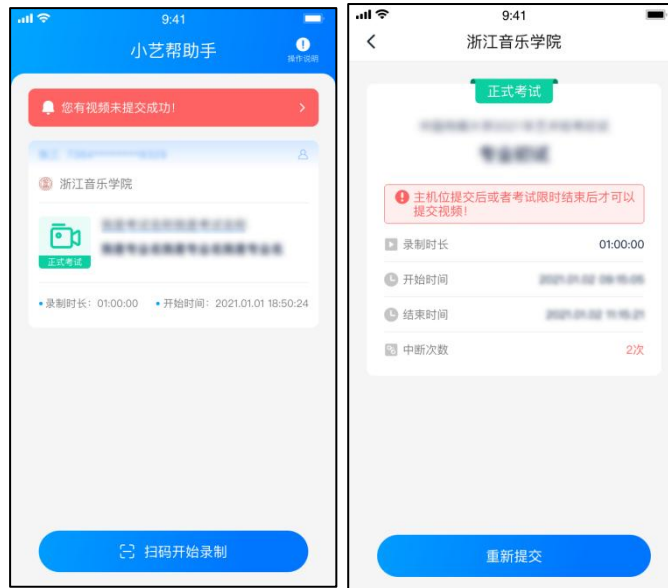 9:41
小艺帮助手
操作说明
您有视频未提交成功!
浙江音乐学院
正式考试
•录制时长: 01:00:00 •开始时间: 2021.01.01 18:50:24
扫码开始录制
9:41
浙江音乐学院
正式考试
专业初试
主机位提交后或者考试限时结束后才可以
提交视频!
录制时长 01:00:00
开始时间
结束时间
中断次数 2次
重新提交